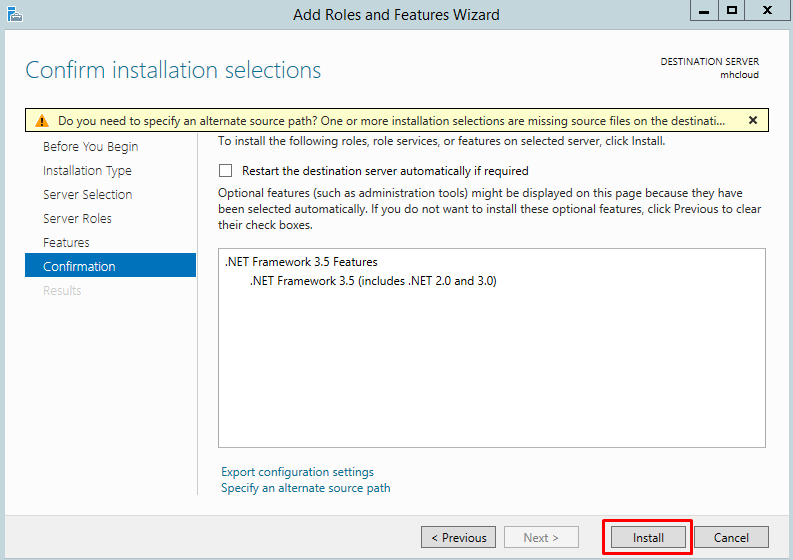 Add Roles and Features Wizard
Confirm installation selections
DESTINATION SERVER
mhcloud
Do you need to specify an alternate source path? One or more installation selections are missing source files on the destinati...
Before You Begin
Installation Type
Server Selection
Server Roles
Features
Confirmation
Results
To install the following roles, role services, or features on selected server, click Install.
Restart the destination server automatically if required
Optional features (such as administration tools) might be displayed on this page because they have
been selected automatically. If you do not want to install these optional features, click Previous to clear
their check boxes.
.NET Framework 3.5 Features
.NET Framework 3.5 (includes .NET 2.0 and 3.0)
Export configuration settings
Specify an alternate source path
< Previous
Next >
Install
Cancel